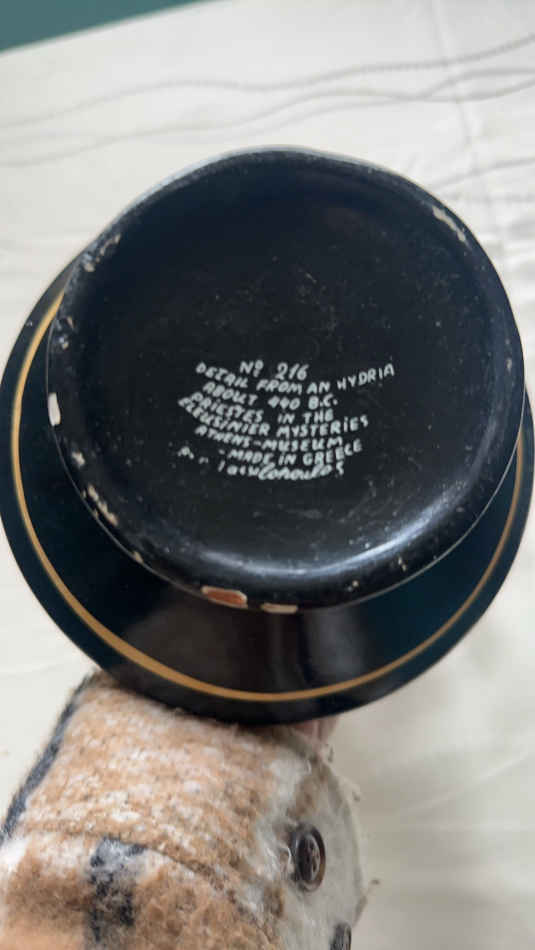 Nº 216
DETAIL FROM AN HYDRIA
ABOUT 440 B.C.
PRIESTES IN THE
ELEUSINIER MYSTERIES
ATHENS-MUSEUM
-MADE IN GREECE